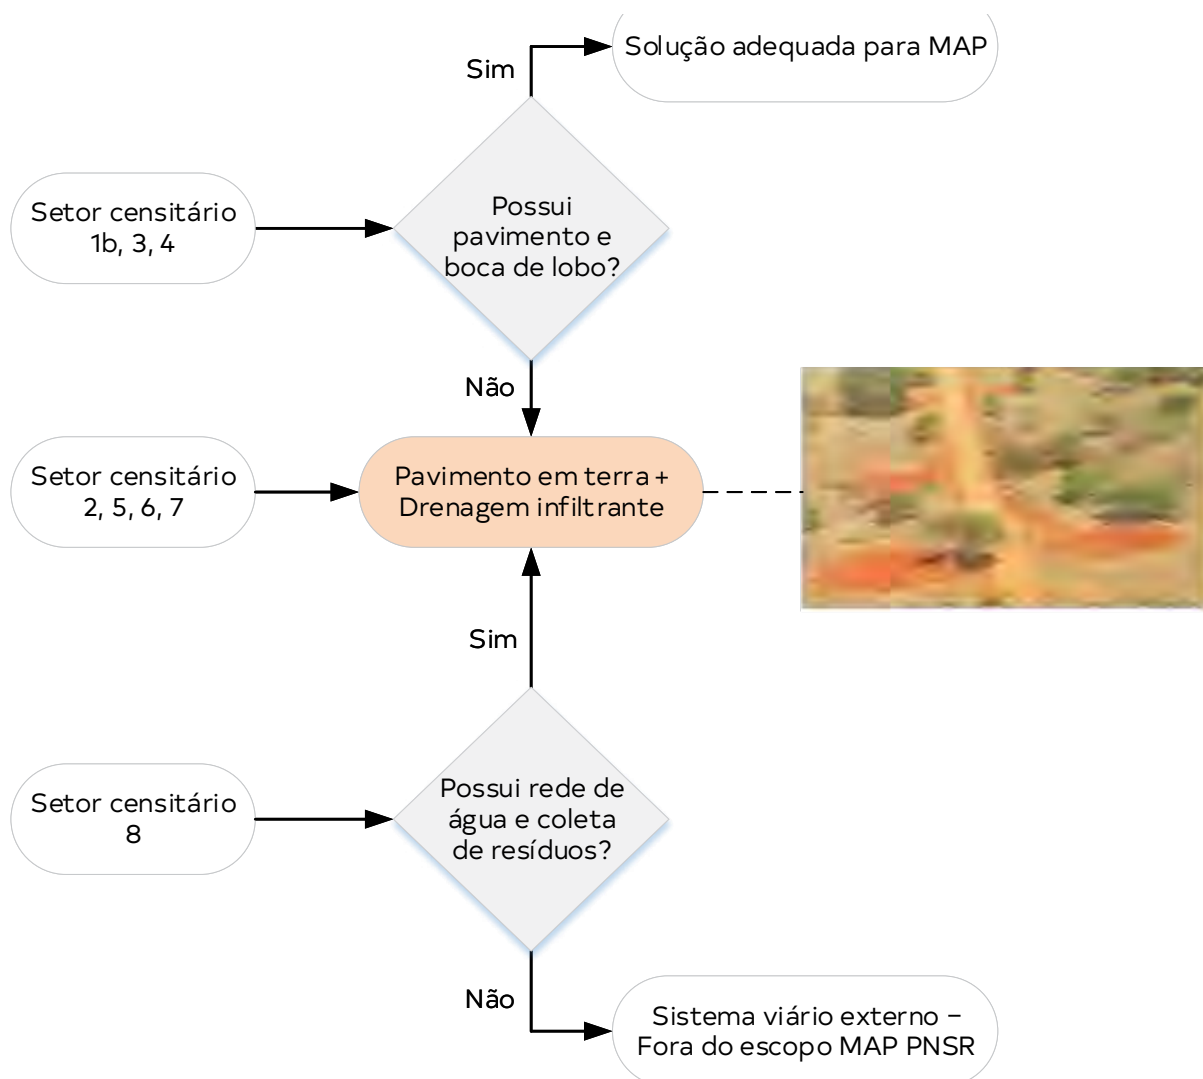 Solução adequada para MAP
Sim
Setor censitário
1b, 3, 4
Possui
pavimento e
boca de lobo?
Não
Setor censitário
2, 5, 6, 7
Pavimento em terra +
Drenagem infiltrante
Sim
Setor censitário
8
Possui rede de
água e coleta
de resíduos?
Não
Sistema viário externo –
Fora do escopo MAP PNSR